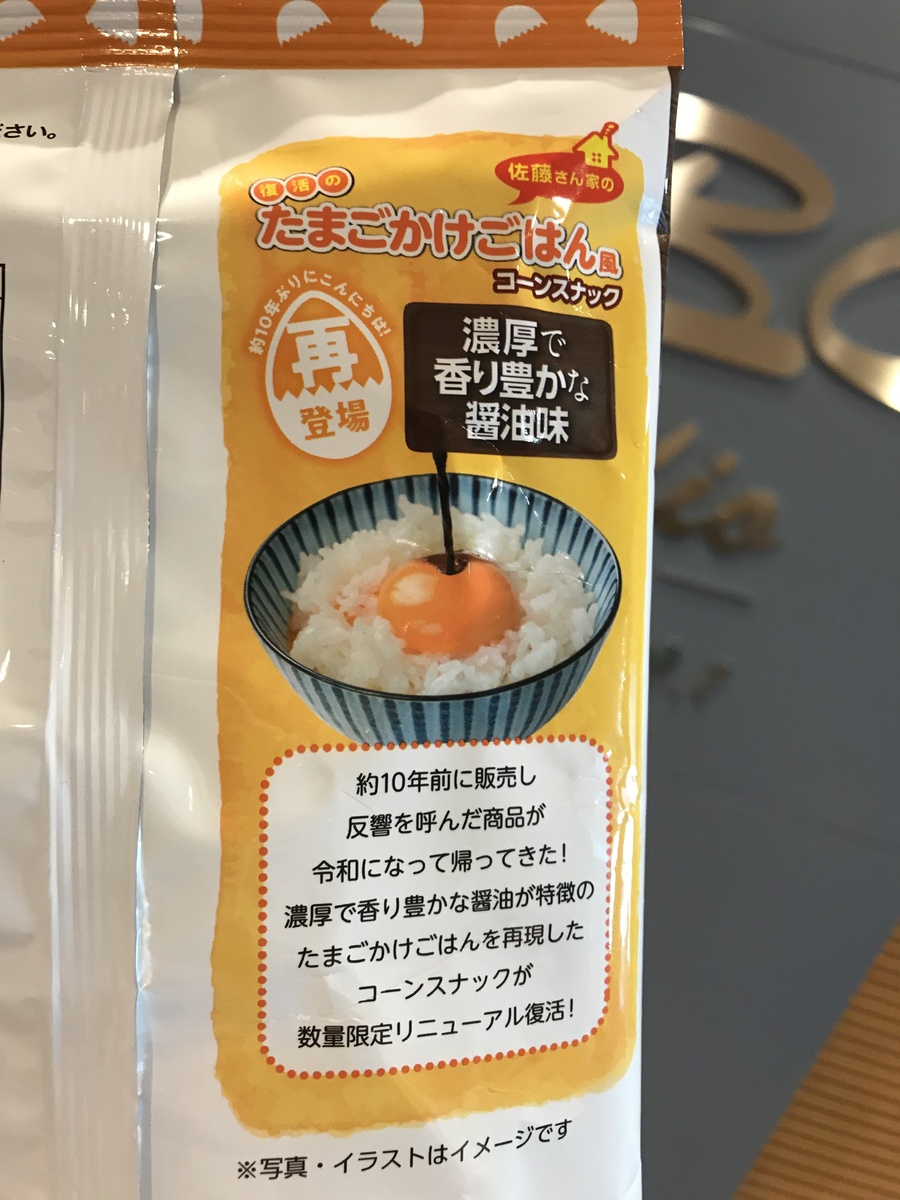 ださい。
佐藤さん家の
復活の
たまごかけごはん風
コーンスナック
約10年ぶりにこんにちは!
再
登場
濃厚で
香り豊かな
醤油味
約10年前に販売し
反響を呼んだ商品が
令和になって帰ってきた!
濃厚で香り豊かな醤油が特徴の
たまごかけごはんを再現した
コーンスナックが
数量限定リニューアル復活!
※写真・イラストはイメージです